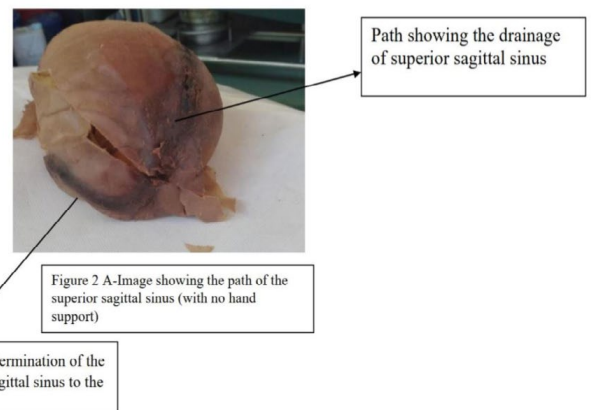 Path showing the drainage
of superior sagittal sinus
Figure 2 A-Image showing the path of the
superior sagittal sinus (with no hand
support)
ermination of the
gittal sinus to the